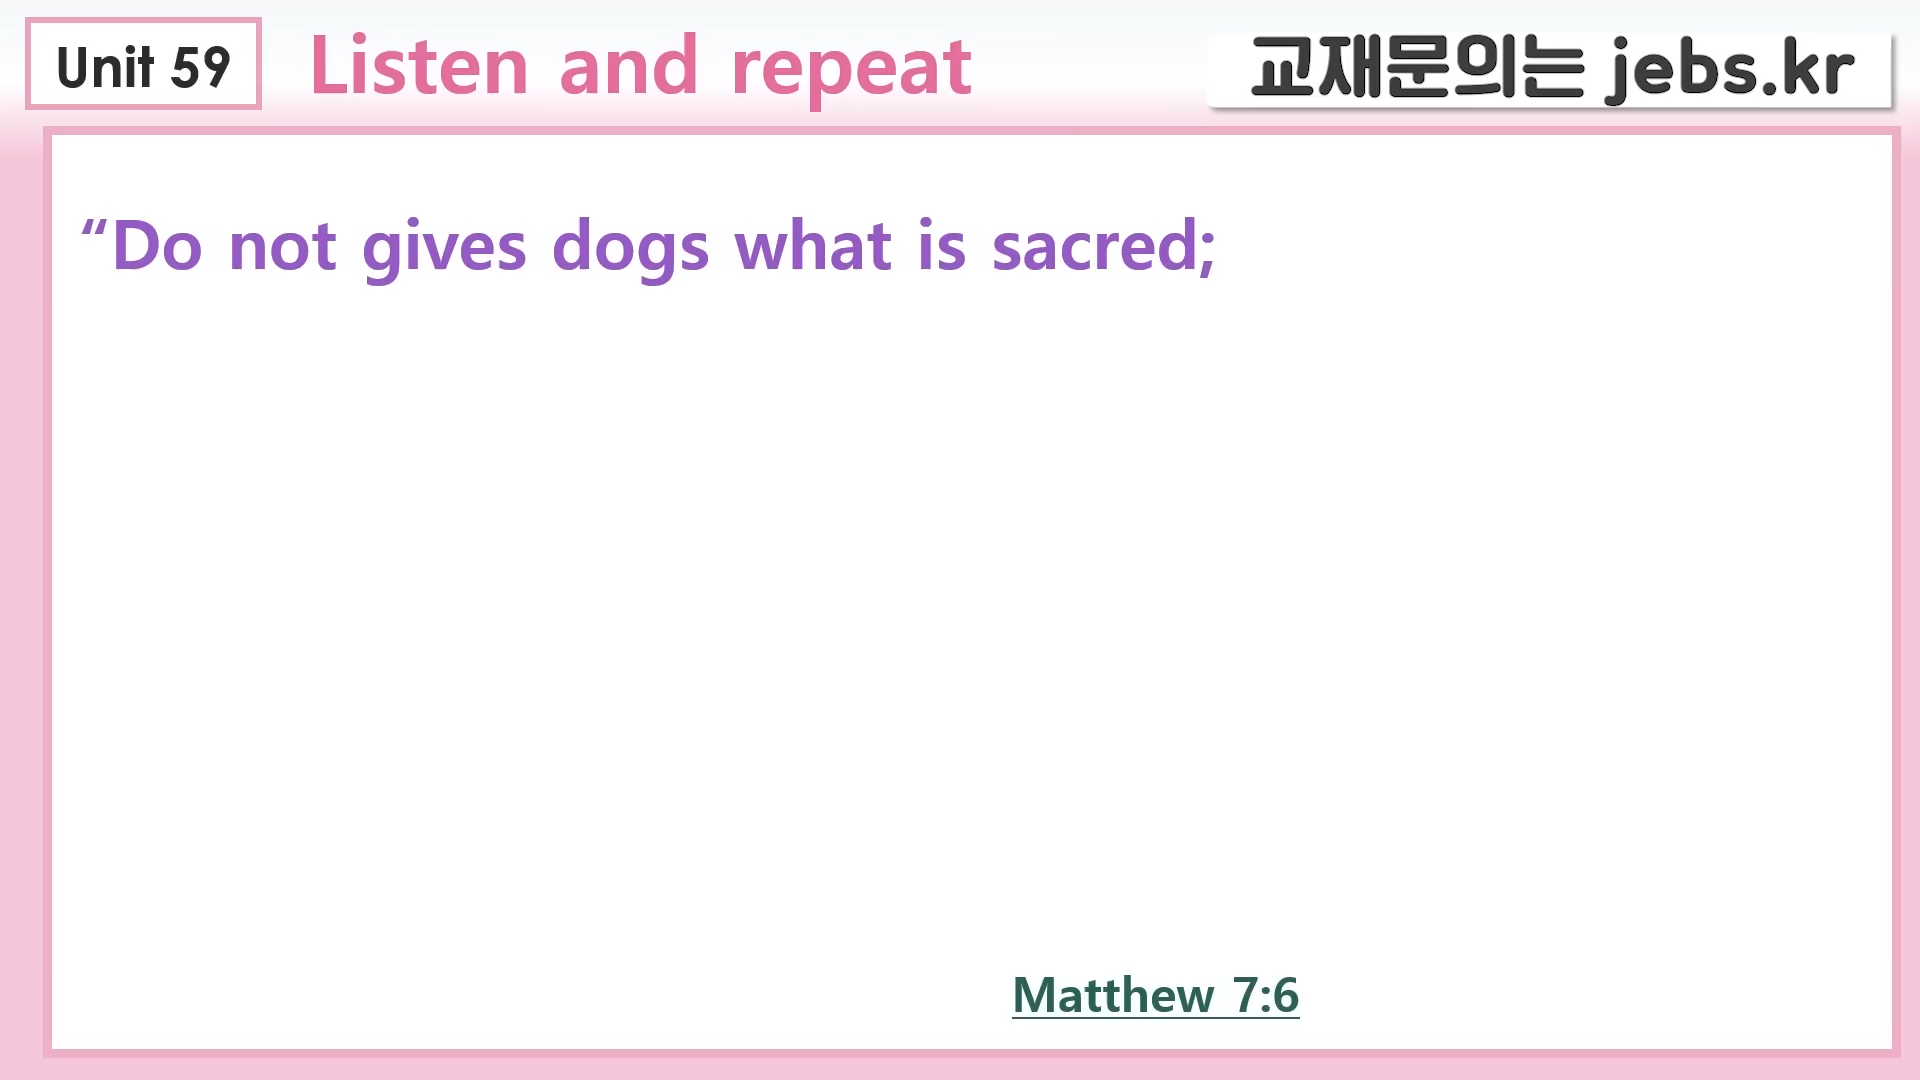 Unit 59
Listen and repeat
교재문의는 jebs.kr
“Do not gives dogs what is sacred;
Matthew 7:6